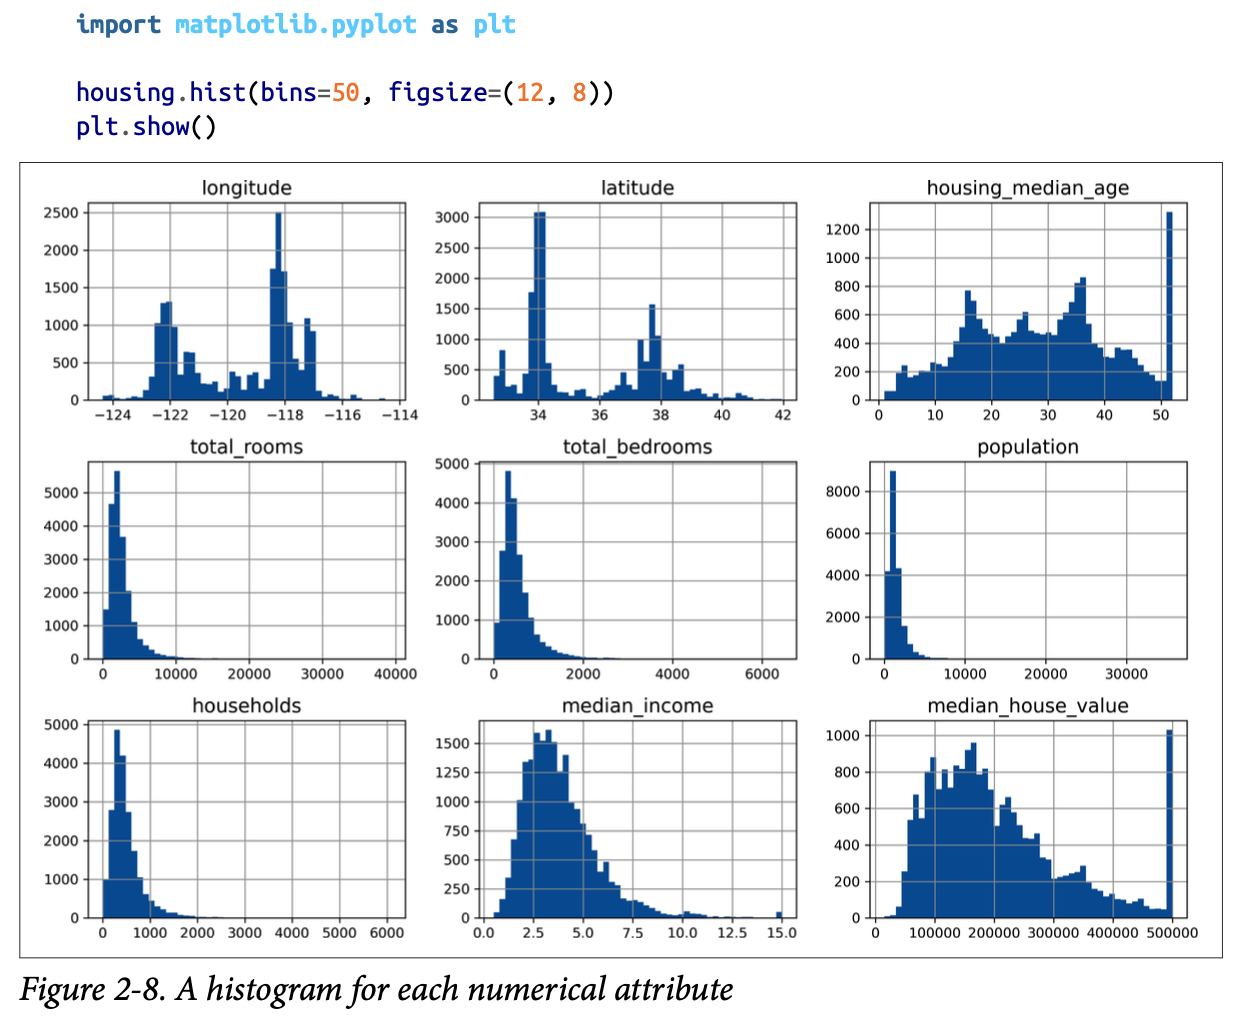 import matplotlib.pyplot as plt
housing.hist(bins=50, figsize=(12, 8))
plt.show()
longitude
2500
2000
1500
1000
500
0
−124 −122 −120 −118 −116 −114
latitude
3000
2500
2000
1500
1000
500
0
34 36 38 40 42
housing_median_age
1200
1000
800
600
400
200
0
0 10 20 30 40 50
total_rooms
5000
4000
3000
2000
1000
0
0 10000 20000 30000 40000
total_bedrooms
5000
4000
3000
2000
1000
0
0 2000 4000 6000
population
8000
6000
4000
2000
0
0 10000 20000 30000
households
5000
4000
3000
2000
1000
0
0 1000 2000 3000 4000 5000 6000
median_income
1500
1250
1000
750
500
250
0
0.0 2.5 5.0 7.5 10.0 12.5 15.0
median_house_value
1000
800
600
400
200
0
0 100000 200000 300000 400000 500000
Figure 2-8. A histogram for each numerical attribute